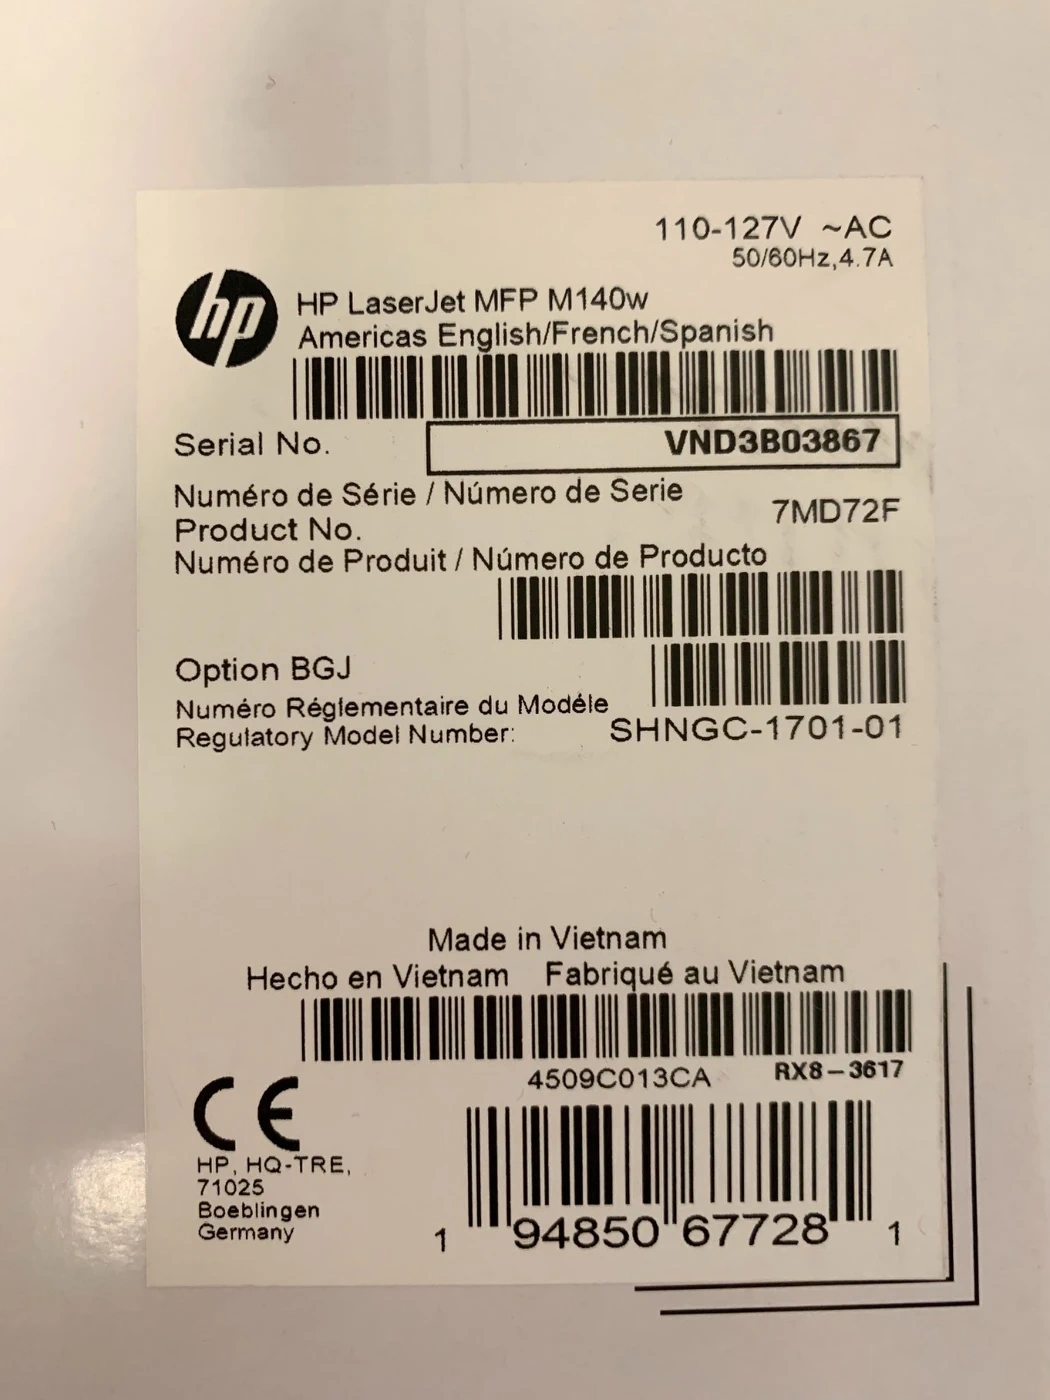 110-127V ~AC
50/60Hz,4.7A
hp
HP LaserJet MFP M140w
Americas English/French/Spanish
Serial No. VND3B03867
Numéro de Série / Número de Serie
7MD72F
Product No.
Numéro de Produit / Número de Producto
Option BGJ
Numéro Réglementaire du Modéle
Regulatory Model Number: SHNGC-1701-01
Made in Vietnam
Hecho en Vietnam Fabriqué au Vietnam
4509C013CA RX8-3617
CE
HP, HQ-TRE,
71025
Boeblingen
Germany
1 94850 67728 1